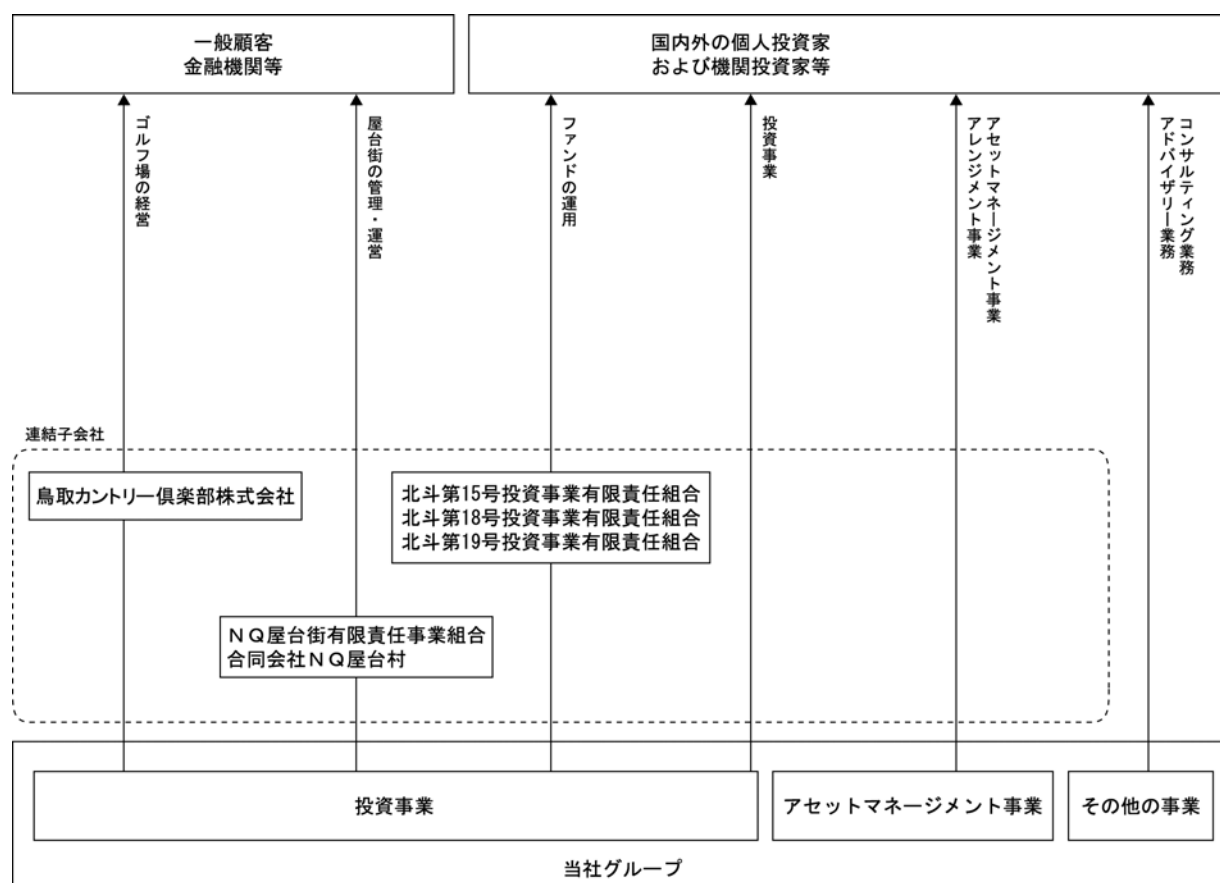 一般顧客
金融機関等
国内外の個人投資家
および機関投資家等
ゴルフ場の経営
屋台街の管理・運営
ファンドの運用
投資事業
アセットマネージメント事業
アレンジメント事業
コンサルティング業務
アドバイザリー業務
連結子会社
鳥取カントリー倶楽部株式会社
北斗第15号投資事業有限責任組合
北斗第18号投資事業有限責任組合
北斗第19号投資事業有限責任組合
ＮＱ屋台街有限責任事業組合
合同会社ＮＱ屋台村
投資事業
アセットマネージメント事業
その他の事業
当社グループ